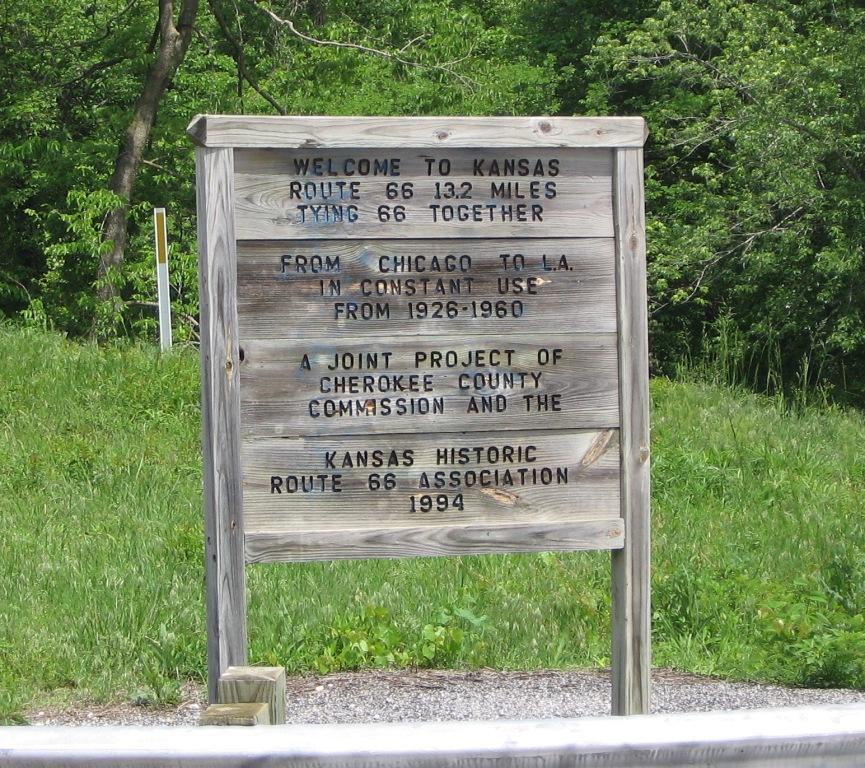 WELCOME TO KANSAS
ROUTE 66 13.2 MILES
TYING 66 TOGETHER
FROM CHICAGO TO L.A.
IN CONSTANT USE
FROM 1926-1960
A JOINT PROJECT OF
CHEROKEE COUNTY
COMMISSION AND THE
KANSAS HISTORIC
ROUTE 66 ASSOCIATION
1994